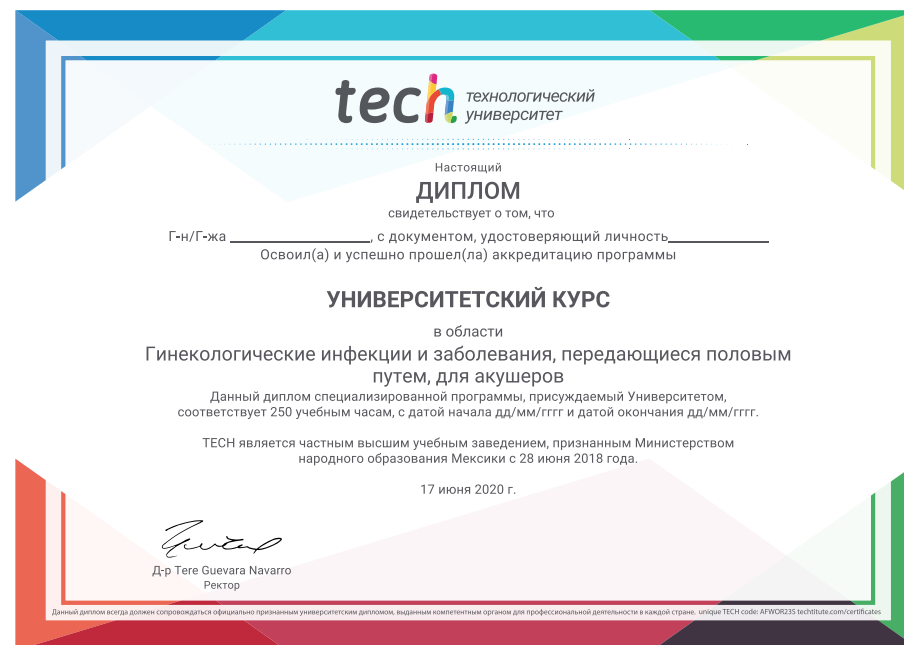 tech технологический
университет
Настоящий
ДИПЛОМ
свидетельствует о том, что
Г-н/Г-жа ________________, с документом, удостоверяющий личность____________
Освоил(а) и успешно прошел(ла) аккредитацию программы
УНИВЕРСИТЕТСКИЙ КУРС
в области
Гинекологические инфекции и заболевания, передающиеся половым
путем, для акушеров
Данный диплом специализированной программы, присуждаемый Университетом,
соответствует 250 учебным часам, с датой начала дд/мм/гггг и датой окончания дд/мм/гггг.
TECH является частным высшим учебным заведением, признанным Министерством
народного образования Мексики с 28 июня 2018 года.
17 июня 2020 г.
Д-р Tere Guevara Navarro
Ректор
Данный диплом всегда должен сопровождаться официально признанным университетским дипломом, выданным компетентным органом для профессиональной деятельности в каждой стране. unique TECH code: AFWOR23S techtitute.com/certificates